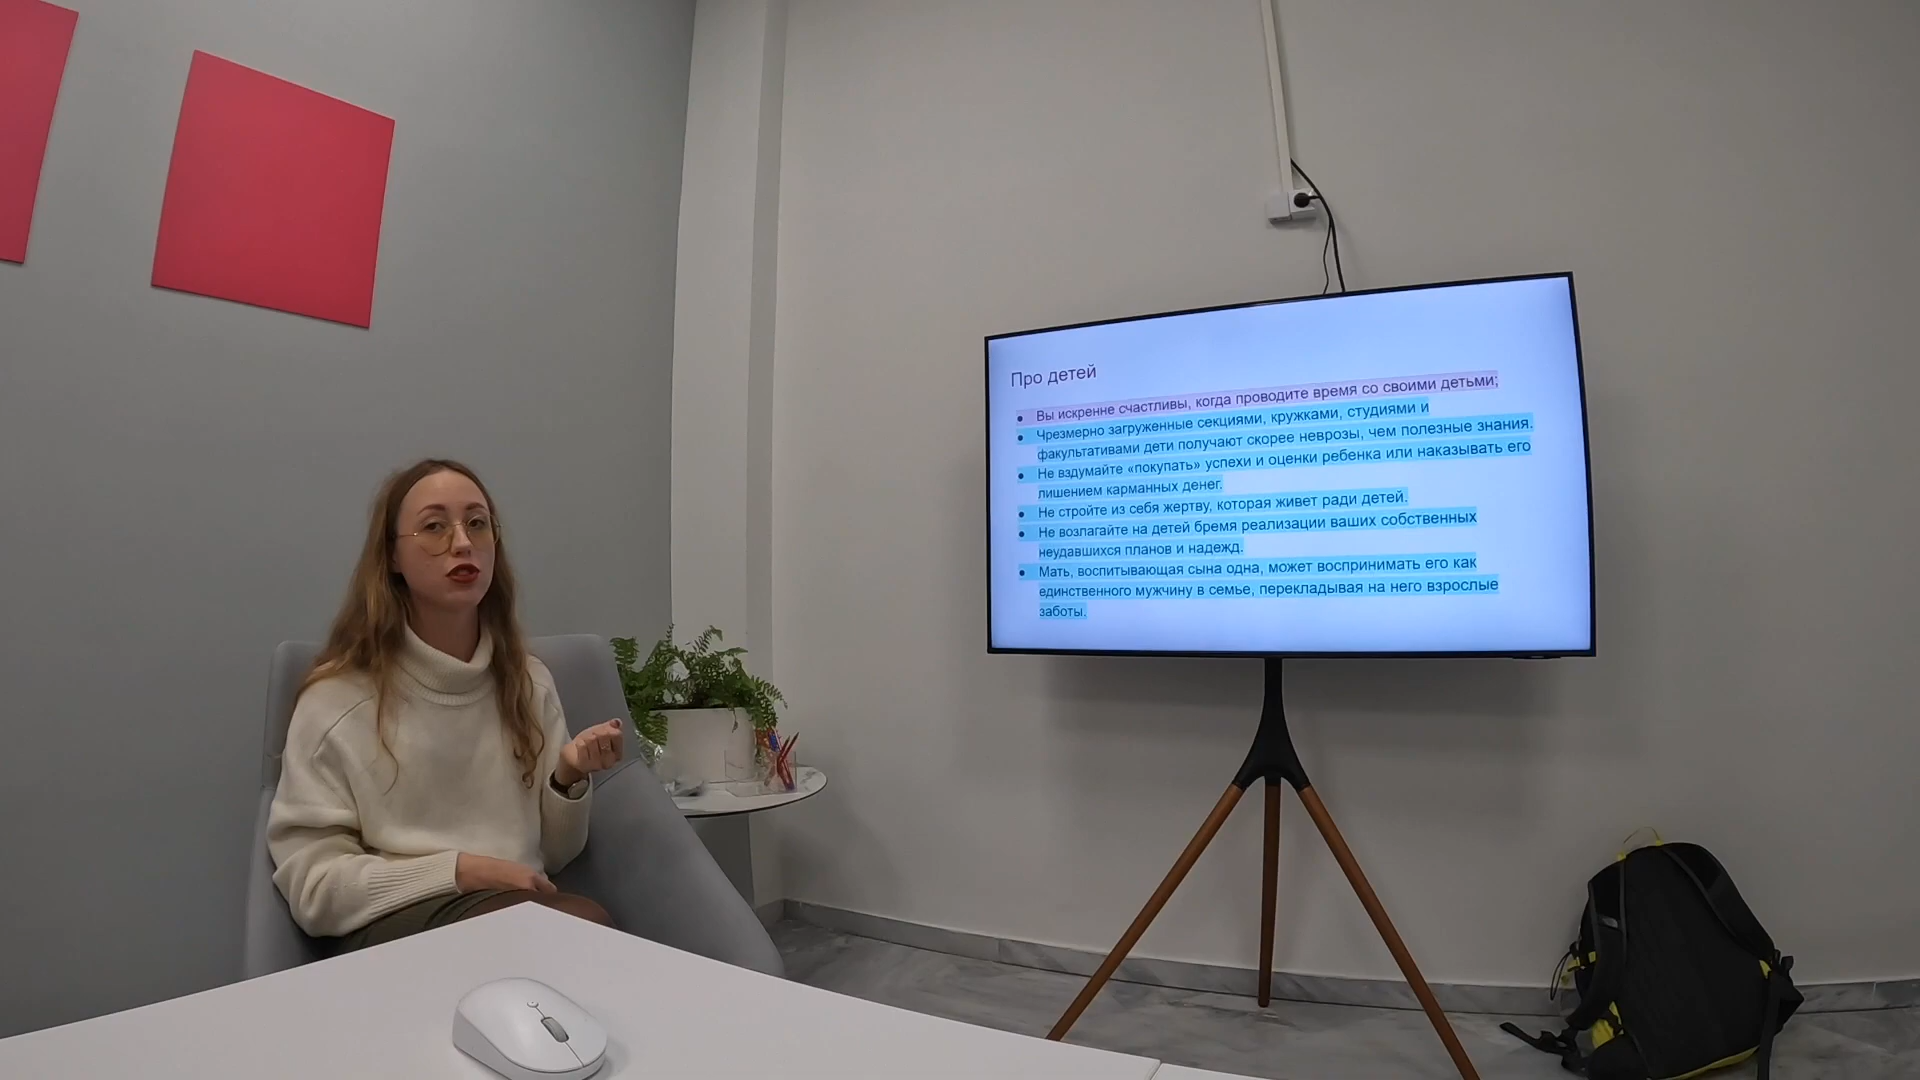 Про детей
● Вы искренне счастливы, когда проводите время со своими детьми;
● Чрезмерно загруженные секциями, кружками, студиями и
факультативами дети получают скорее неврозы, чем полезные знания.
● Не вздумайте «покупать» успехи и оценки ребенка или наказывать его
лишением карманных денег.
● Не стройте из себя жертву, которая живет ради детей.
● Не возлагайте на детей бремя реализации ваших собственных
неудавшихся планов и надежд.
● Мать, воспитывающая сына одна, может воспринимать его как
единственного мужчину в семье, перекладывая на него взрослые
заботы.